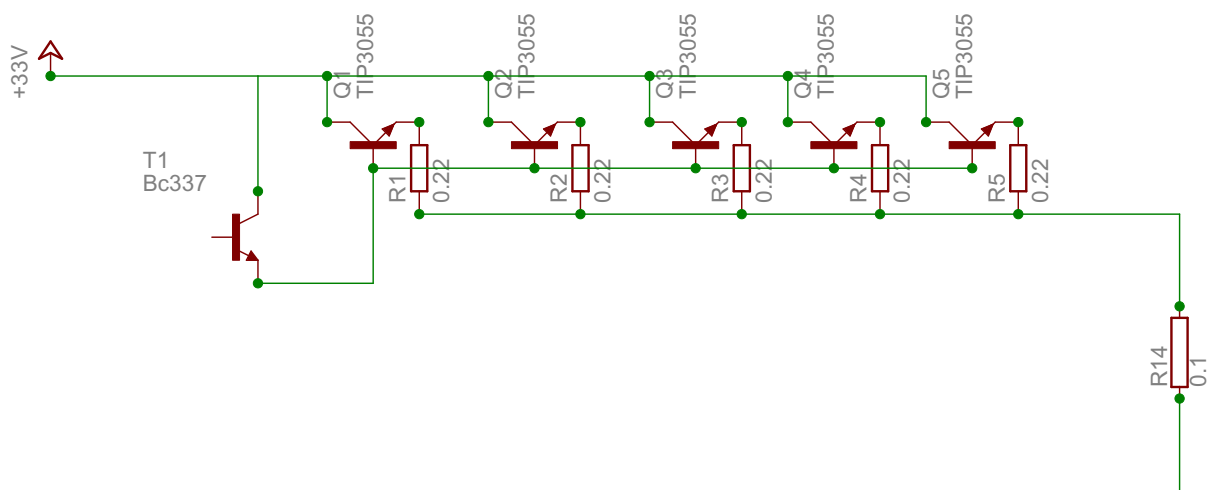 +33V
Q1
TIP3055
Q2
TIP3055
Q3
TIP3055
Q4
TIP3055
Q5
TIP3055
T1
Bc337
R1
0.22
R2
0.22
R3
0.22
R4
0.22
R5
0.22
R14
0.1